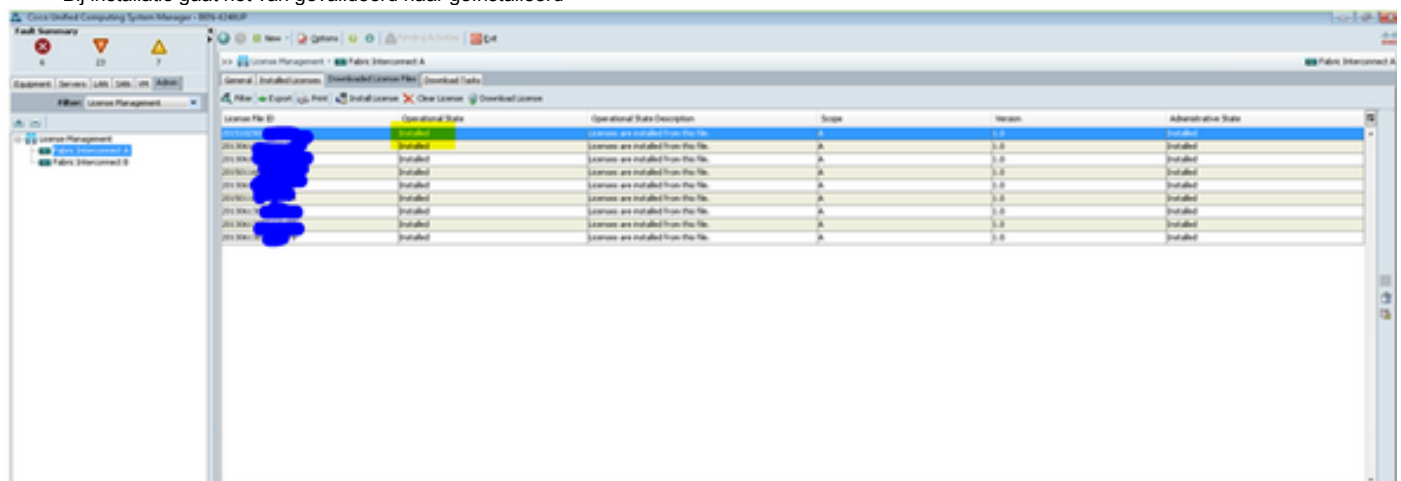 Bij installatie gaat het van gevalideerd naar geïnstalleerd
Cisco Unified Computing System Manager - BEN-6248UP
Fault Summary
6 23 7
New Options Pending Activities Exit
>> License Management Fabric Interconnect A Fabric Interconnect A
Equipment Servers LAN SAN VM Admin
General Installed Licenses Downloaded License Files Download Tasks
Filter: License Management
Filter Export Print Install License Clear License Download License
License Management
Fabric Interconnect A
Fabric Interconnect B
License File ID Operational State Operational State Description Scope Version Administrative State
Installed Licenses are installed from this file. A 1.0 Installed
Installed Licenses are installed from this file. A 1.0 Installed
Installed Licenses are installed from this file. A 1.0 Installed
Installed Licenses are installed from this file. A 1.0 Installed
Installed Licenses are installed from this file. A 1.0 Installed
Installed Licenses are installed from this file. A 1.0 Installed
Installed Licenses are installed from this file. A 1.0 Installed
Installed Licenses are installed from this file. A 1.0 Installed
Installed Licenses are installed from this file. A 1.0 Installed